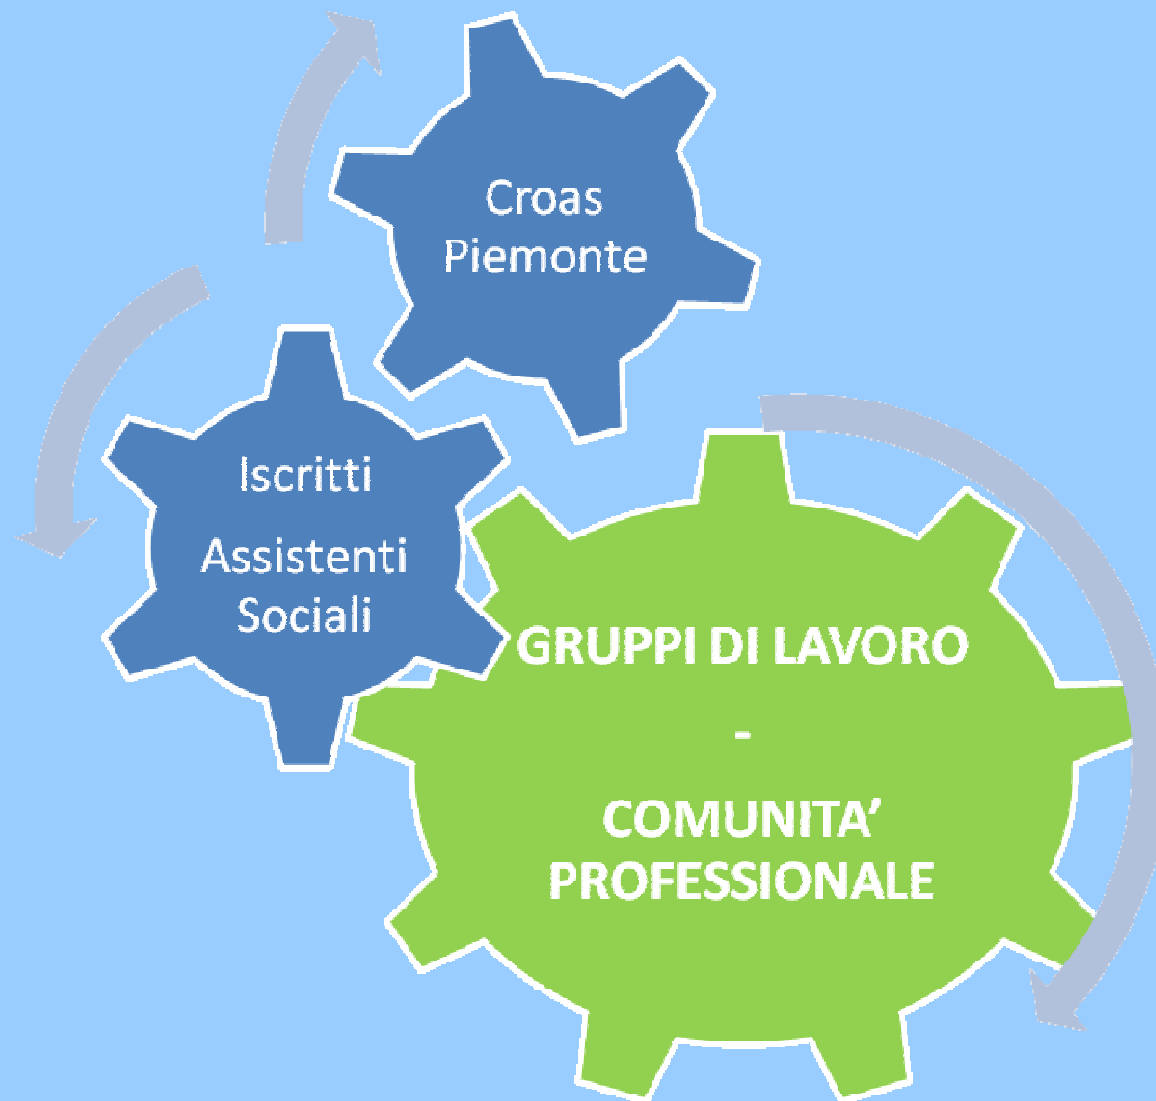 Croas
Piemonte
Iscritti
Assistenti
Sociali
GRUPPI DI LAVORO
-
COMUNITA’
PROFESSIONALE